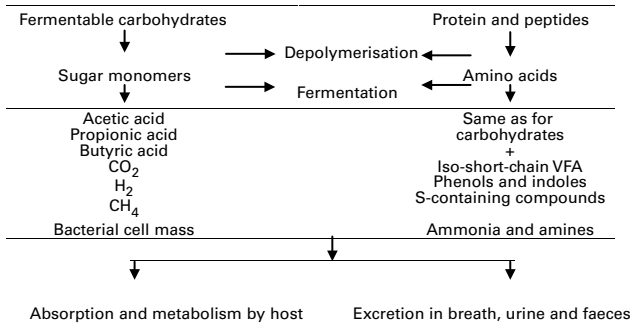 Fermentable carbohydrates
Protein and peptides
Depolymerisation
Sugar monomers
Amino acids
Fermentation
Acetic acid
Propionic acid
Butyric acid
CO2
H2
CH4
Bacterial cell mass
Same as for
carbohydrates
+
Iso-short-chain VFA
Phenols and indoles
S-containing compounds
Ammonia and amines
Absorption and metabolism by host
Excretion in breath, urine and faeces